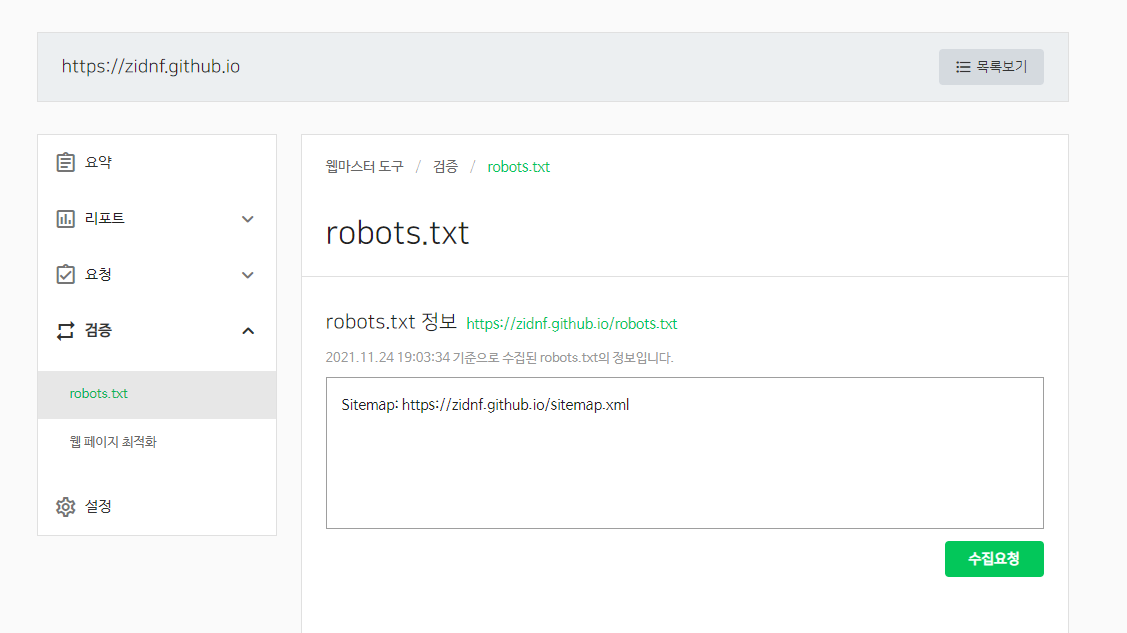 https://zidnf.github.io
목록보기
요약
리포트
요청
검증
robots.txt
웹 페이지 최적화
설정
웹마스터 도구 / 검증 / robots.txt
robots.txt
robots.txt 정보 https://zidnf.github.io/robots.txt
2021.11.24 19:03:34 기준으로 수집된 robots.txt의 정보입니다.
Sitemap: https://zidnf.github.io/sitemap.xml
수집요청